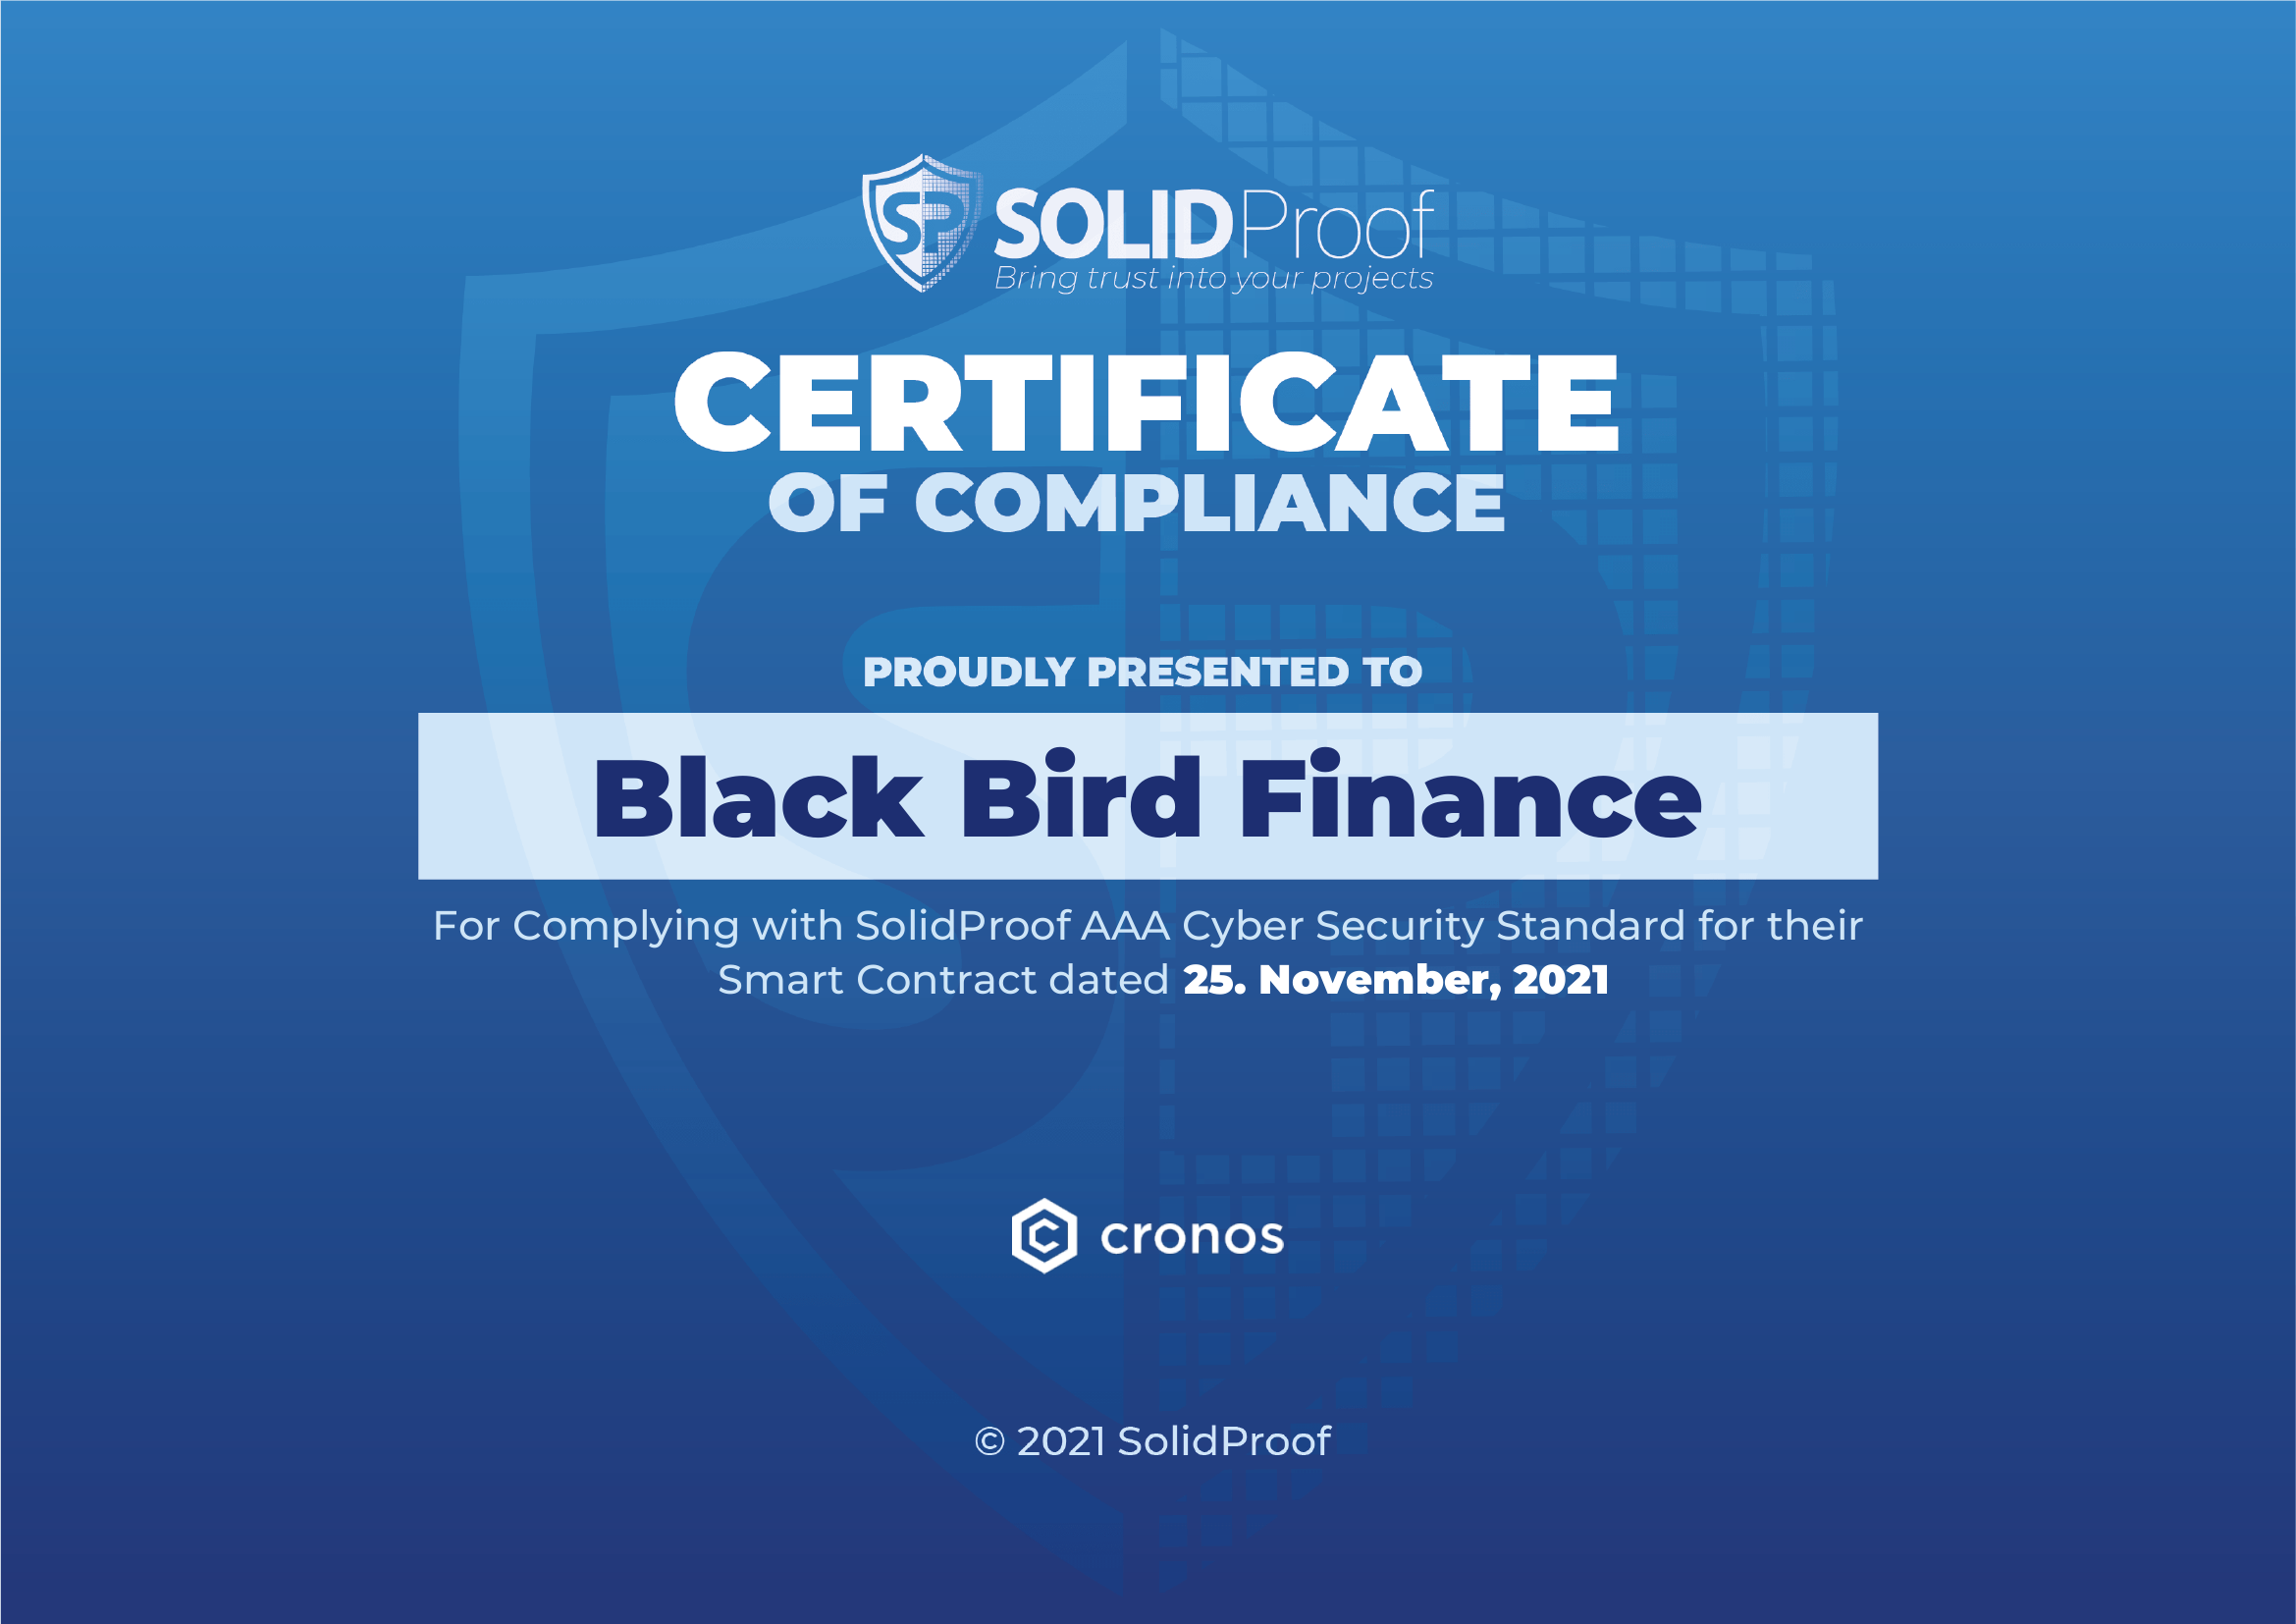 SP SOLIDProof
Bring trust into your projects
CERTIFICATE
OF COMPLIANCE
PROUDLY PRESENTED TO
Black Bird Finance
For Complying with SolidProof AAA Cyber Security Standard for their
Smart Contract dated 25. November, 2021
cronos
© 2021 SolidProof